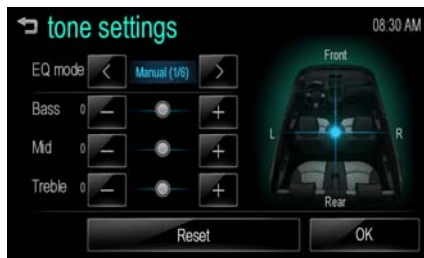 tone settings
08:30 AM
EQ mode < Manual (1/6) >
Front
Bass 0 − +
L R
Mid 0 − +
Treble 0 − +
Rear
Reset OK